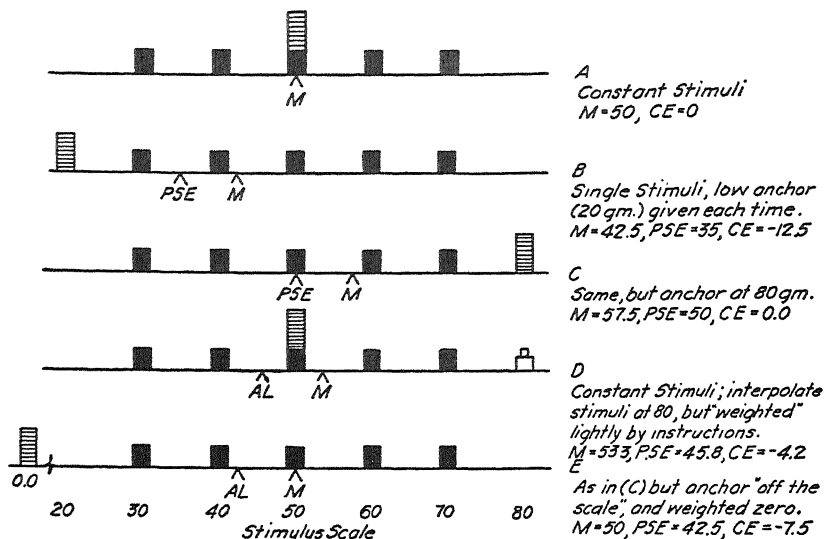 A
Constant Stimuli
M=50, CE=0
M
B
Single Stimuli, low anchor
(20 gm.) given each time.
M=42.5, PSE=35, CE=-12.5
PSE M
C
Same, but anchor at 80 gm.
M=57.5, PSE=50, CE=0.0
PSE M
D
Constant Stimuli; interpolate
stimuli at 80, but "weighted"
lightly by instructions.
M=533, PSE=45.8, CE=-4.2
AL M
E
As in (C) but anchor "off the
scale", and weighted zero.
M=50, PSE=42.5, CE=-7.5
0.0
AL M
20 30 40 50 60 70 80
Stimulus Scale